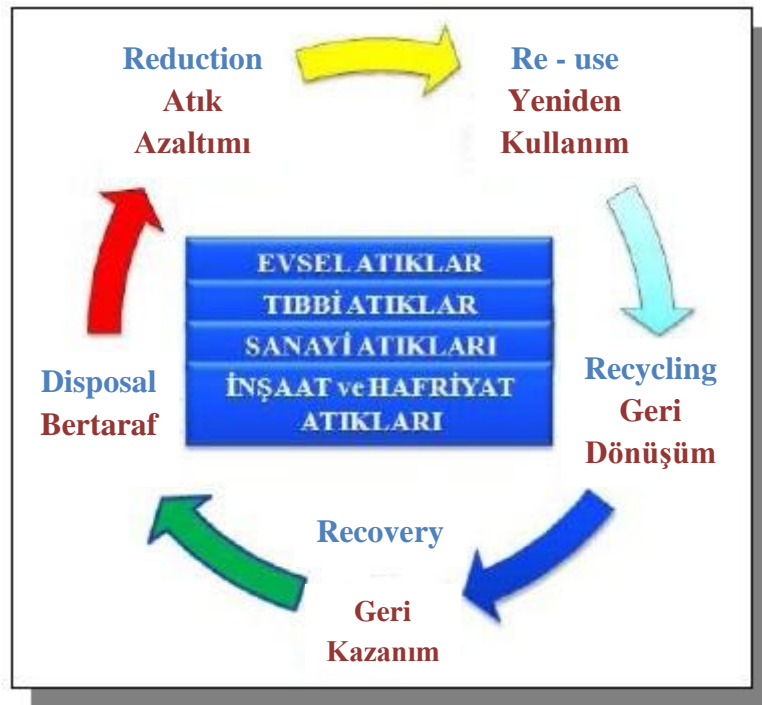 Reduction
Atık
Azaltımı
Re - use
Yeniden
Kullanım
Recycling
Geri
Dönüşüm
Recovery
Geri
Kazanım
Disposal
Bertaraf
EVSEL ATIKLAR
TIBBİ ATIKLAR
SANAYİ ATIKLARI
İNŞAAT ve HAFRİYAT
ATIKLARI